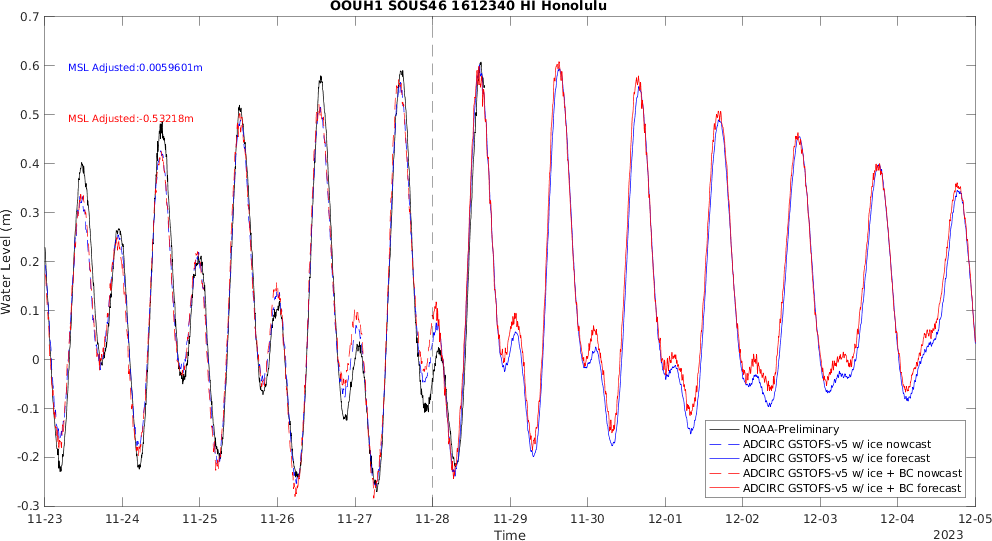 OOUH1 SOUS46 1612340 HI Honolulu
0.7
0.6
0.5
0.4
0.3
0.2
0.1
0
-0.1
-0.2
-0.3
Water Level (m)
MSL Adjusted:0.0059601m
MSL Adjusted:-0.53218m
NOAA-Preliminary
ADCIRC GSTOFS-v5 w/ ice nowcast
ADCIRC GSTOFS-v5 w/ ice forecast
ADCIRC GSTOFS-v5 w/ ice + BC nowcast
ADCIRC GSTOFS-v5 w/ ice + BC forecast
11-23 11-24 11-25 11-26 11-27 11-28 11-29 11-30 12-01 12-02 12-03 12-04 12-05
Time
2023